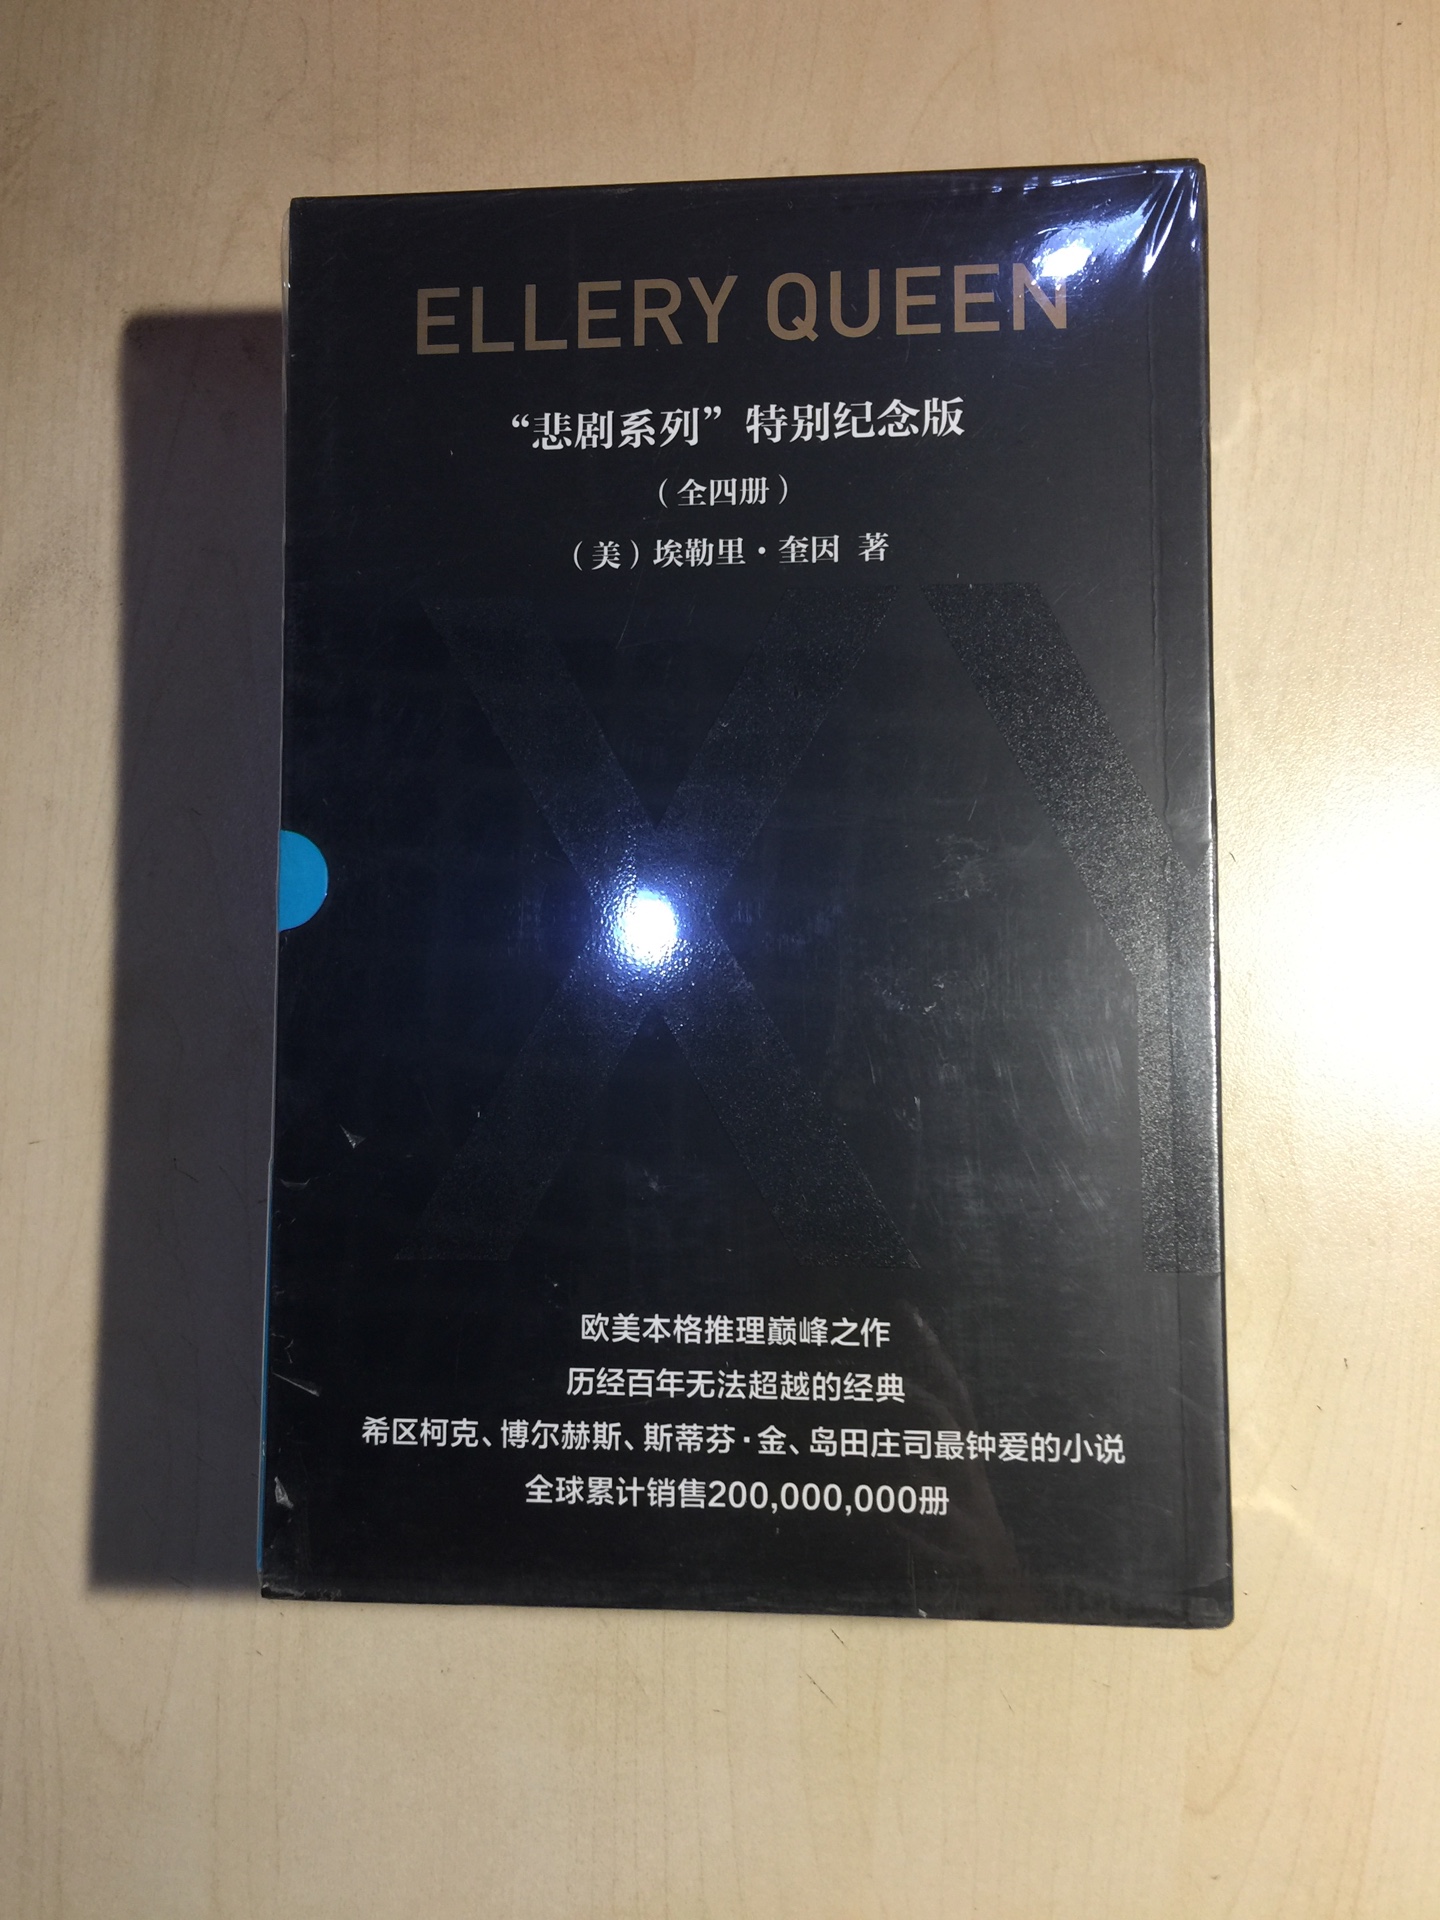 ELLERY QUEEN
“悲剧系列”特别纪念版
（全四册）
（美）埃勒里·奎因 著
XY
欧美本格推理巅峰之作
历经百年无法超越的经典
希区柯克、博尔赫斯、斯蒂芬·金、岛田庄司最钟爱的小说
全球累计销售200,000,000册